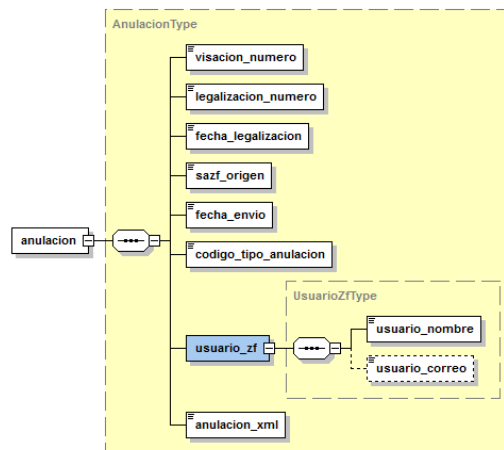 AnulacionType
visacion_numero
legalizacion_numero
fecha_legalizacion
sazf_origen
fecha_envio
anulacion
codigo_tipo_anulacion
UsuarioZfType
usuario_nombre
usuario_zf
usuario_correo
anulacion_xml